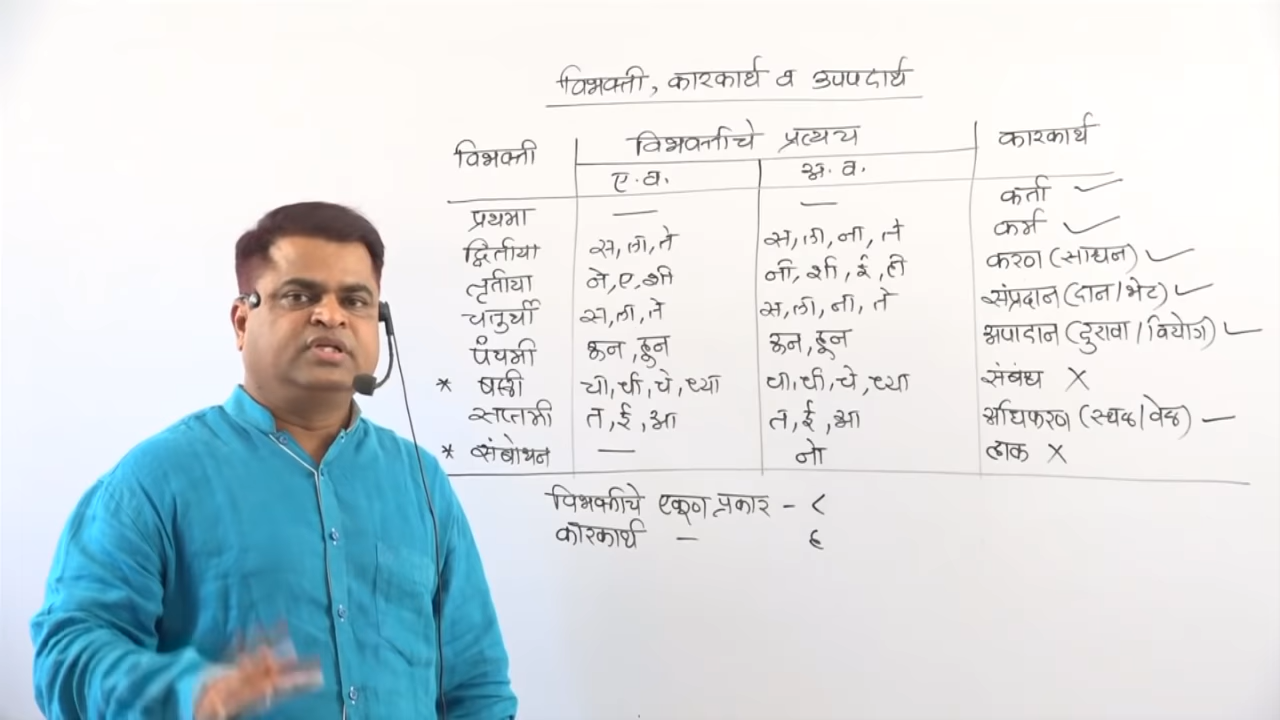 विभक्ती, कारकार्थ व उपपदार्थ
विभक्ती विभक्तीचे प्रत्यय कारकार्थ
ए.व. अ.व.
प्रथमा — — कर्ता ✓
द्वितीया स, ला, ते स, ला, ना, ते कर्म ✓
तृतीया ने, ए, शी नी, शी, ई, ही करण (साधन) ✓
चतुर्थी स, ला, ते स, ला, ना, ते संप्रदान (दान/भेट) ✓
पंचमी ऊन, हून ऊन, हून अपादान (दुरावा/वियोग) ✓
* षष्ठी चा, ची, चे, च्या चा, ची, चे, च्या संबंध X
सप्तमी त, ई, आ त, ई, आ अधिकरण (स्थळ/वेळ) —
* संबोधन — नो हाक X
विभक्तीचे एकूण प्रकार - ८
कारकार्थ - ६